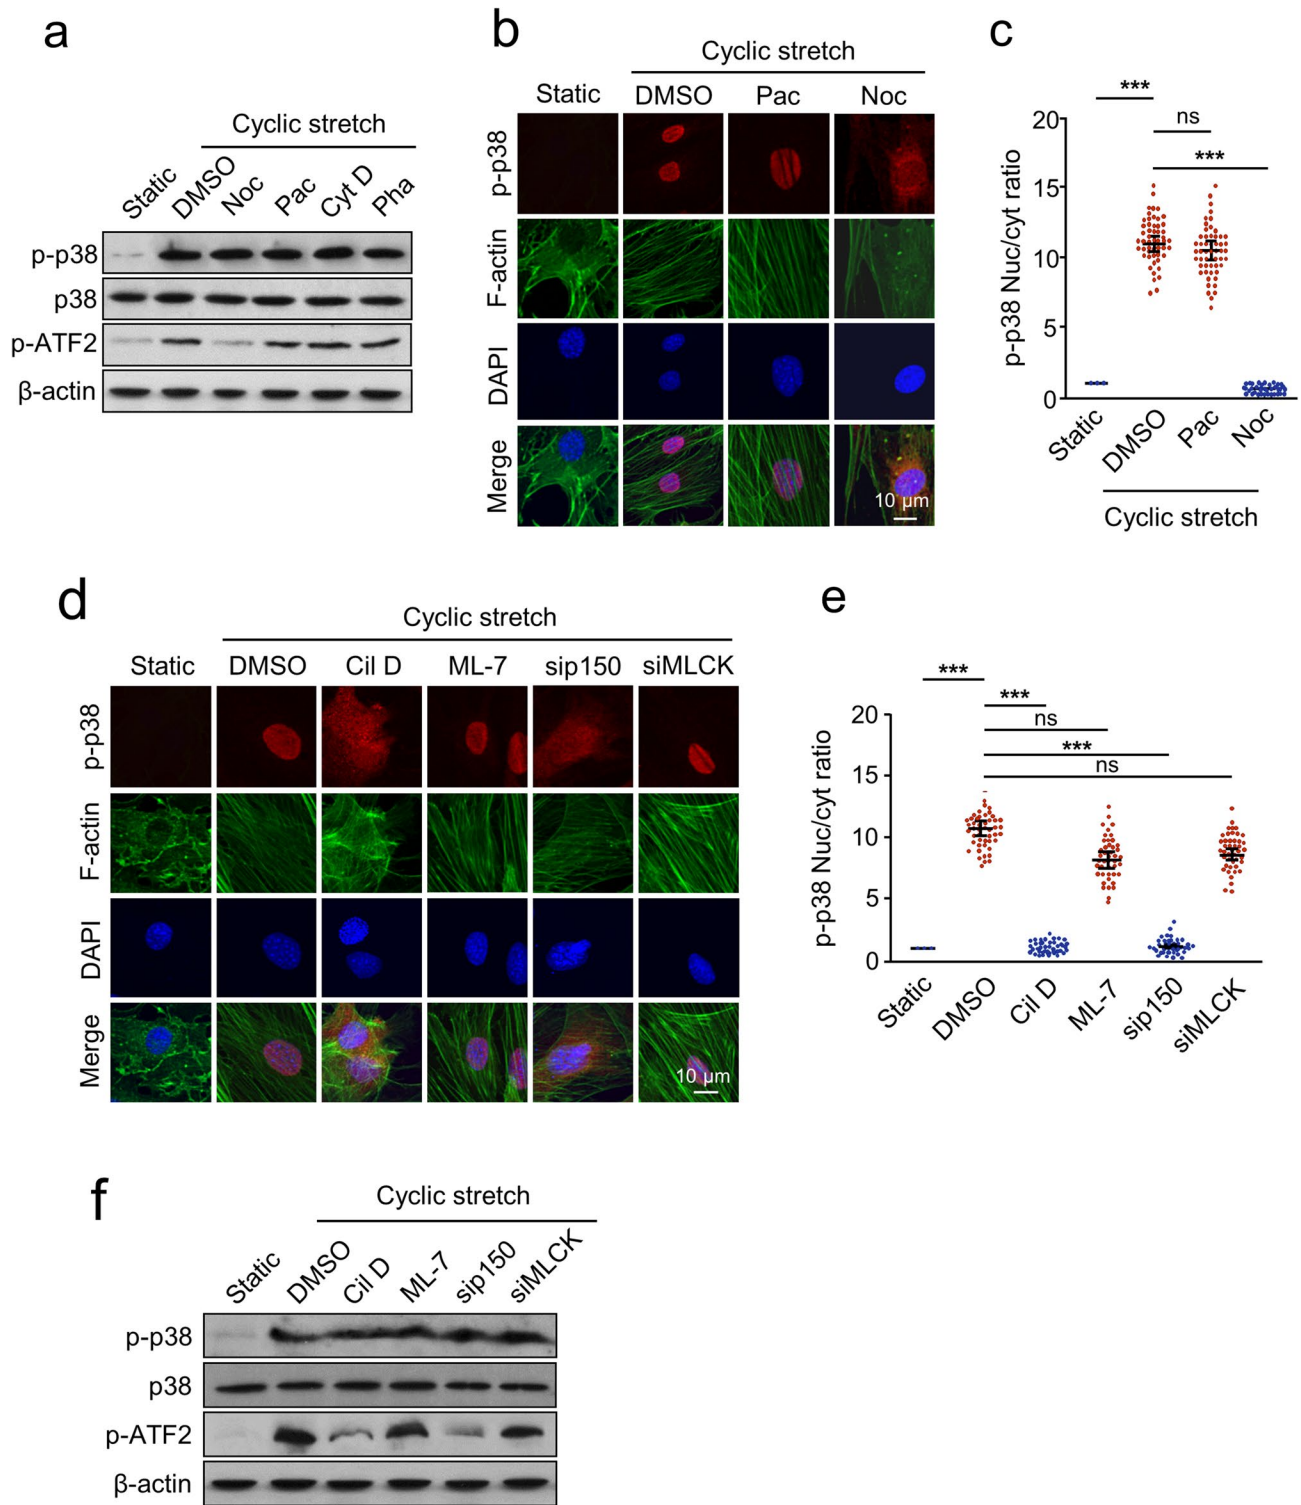 a
Cyclic stretch
Static
DMSO
Noc
Pac
Cyt D
Pha
p-p38
p38
p-ATF2
β-actin
b
Cyclic stretch
Static DMSO Pac Noc
p-p38
F-actin
DAPI
Merge
10 µm
c
***
ns
***
p-p38 Nuc/cyt ratio
20
15
10
5
0
Static
DMSO
Pac
Noc
Cyclic stretch
d
Cyclic stretch
Static DMSO Cil D ML-7 sip150 siMLCK
p-p38
F-actin
DAPI
Merge
10 µm
e
***
***
ns
***
ns
p-p38 Nuc/cyt ratio
20
15
10
5
0
Static
DMSO
Cil D
ML-7
sip150
siMLCK
f
Cyclic stretch
Static
DMSO
Cil D
ML-7
sip150
siMLCK
p-p38
p38
p-ATF2
β-actin